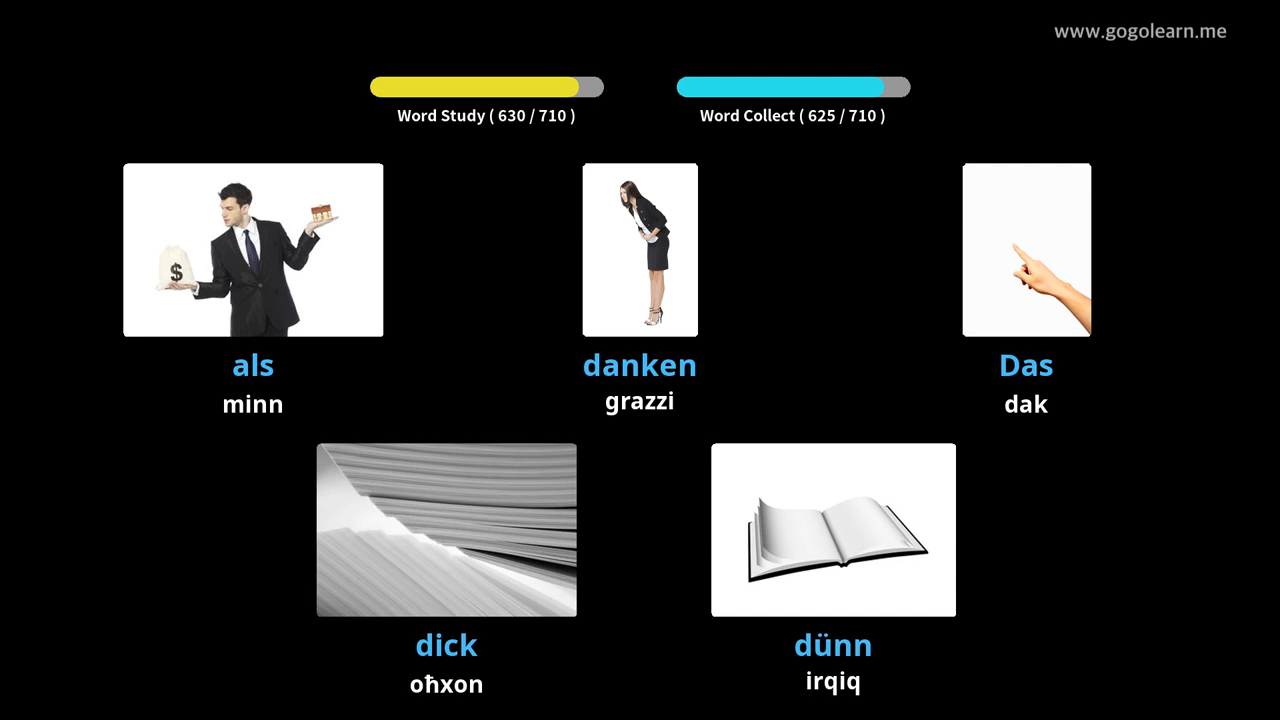 www.gogolearn.me
Word Study ( 630 / 710 )
Word Collect ( 625 / 710 )
$
als
minn
danken
grazzi
Das
dak
dick
oħxon
dünn
irqiq